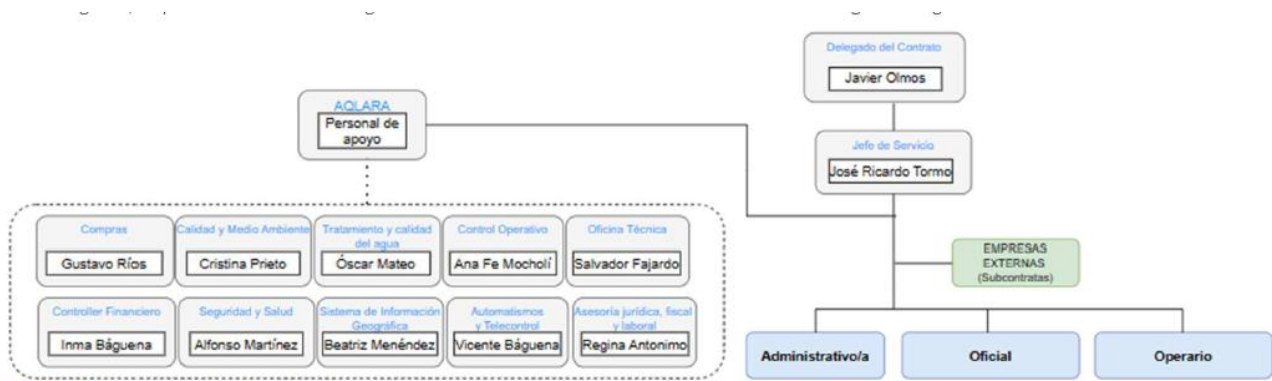 Delegado del Contrato
Javier Olmos
AQLARA
Personal de
apoyo
Jefe de Servicio
José Ricardo Tormo
Compras
Gustavo Ríos
Calidad y Medio Ambiente
Cristina Prieto
Tratamiento y calidad
del agua
Óscar Mateo
Control Operativo
Ana Fe Mocholí
Oficina Técnica
Salvador Fajardo
EMPRESAS
EXTERNAS
(Subcontratas)
Controller Financiero
Inma Báguena
Seguridad y Salud
Alfonso Martínez
Sistema de Información
Geográfica
Beatriz Menéndez
Automatismos
y Telecontrol
Vicente Báguena
Asesoría jurídica, fiscal
y laboral
Regina Antonimo
Administrativo/a
Oficial
Operario